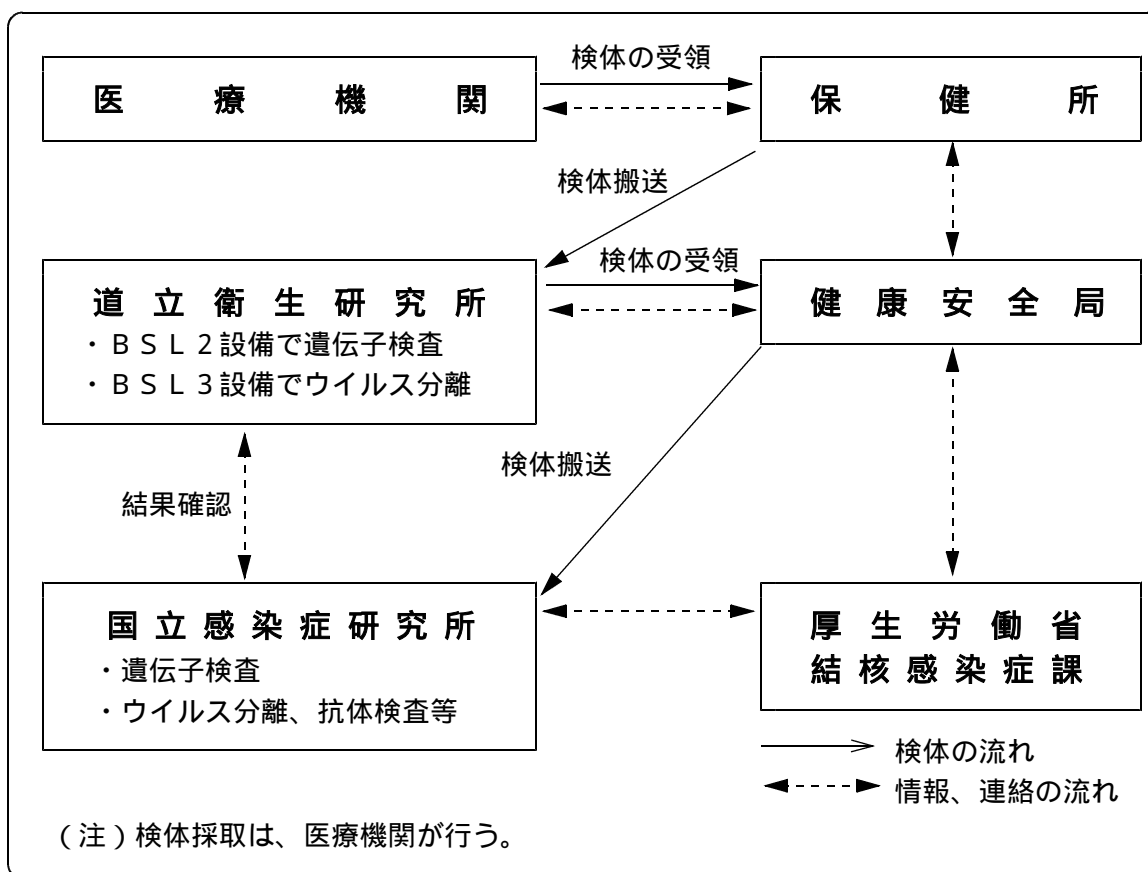 検体の受領
医療機関
保健所
検体搬送
検体の受領
道立衛生研究所
・ＢＳＬ２設備で遺伝子検査
・ＢＳＬ３設備でウイルス分離
健康安全局
検体搬送
結果確認
国立感染症研究所
・遺伝子検査
・ウイルス分離、抗体検査等
厚生労働省
結核感染症課
検体の流れ
情報、連絡の流れ
（注）検体採取は、医療機関が行う。